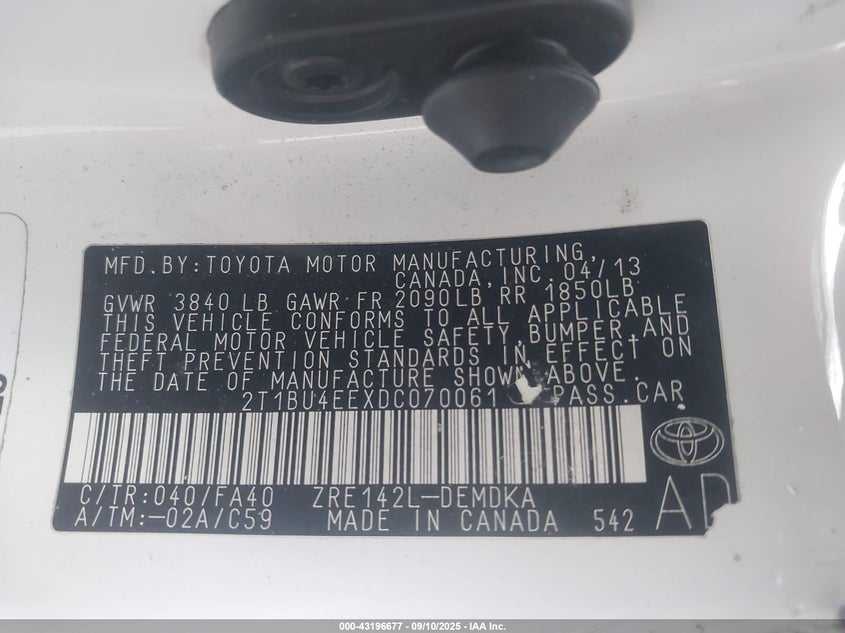 MFD.BY:TOYOTA MOTOR MANUFACTURING,
CANADA,INC. 04/13
GVWR 3840 LB GAWR FR 2090LB RR 1850LB
THIS VEHICLE CONFORMS TO ALL APPLICABLE
FEDERAL MOTOR VEHICLE SAFETY,BUMPER,AND
THEFT PREVENTION STANDARDS IN EFFECT ON
THE DATE OF MANUFACTURE SHOWN ABOVE.
2T1BU4EEXDC070061 PASS.CAR
C/TR:040/FA40 ZRE142L-DEMDKA
A/TM:-02A/C59 MADE IN CANADA 542
000-43196677 - 09/10/2025 - IAA Inc.